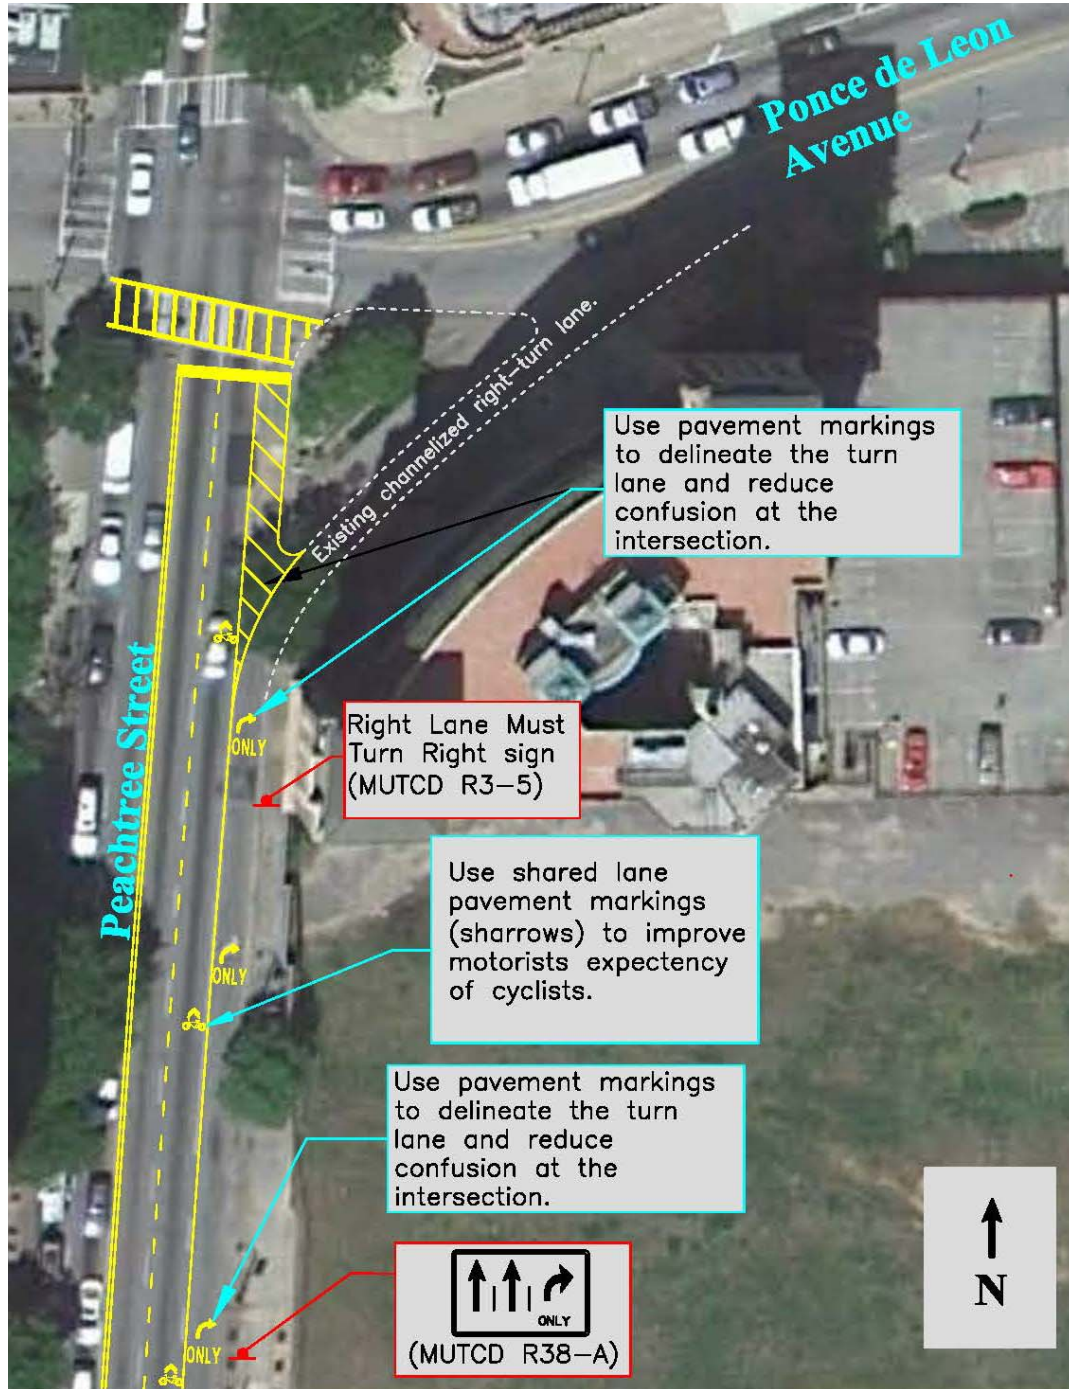 Ponce de Leon
Avenue
Existing channelized right-turn lane.
Use pavement markings
to delineate the turn
lane and reduce
confusion at the
intersection.
Peachtree Street
ONLY
Right Lane Must
Turn Right sign
(MUTCD R3-5)
Use shared lane
pavement markings
(sharrows) to improve
motorists expectency
of cyclists.
ONLY
Use pavement markings
to delineate the turn
lane and reduce
confusion at the
intersection.
N
ONLY
ONLY
(MUTCD R38-A)